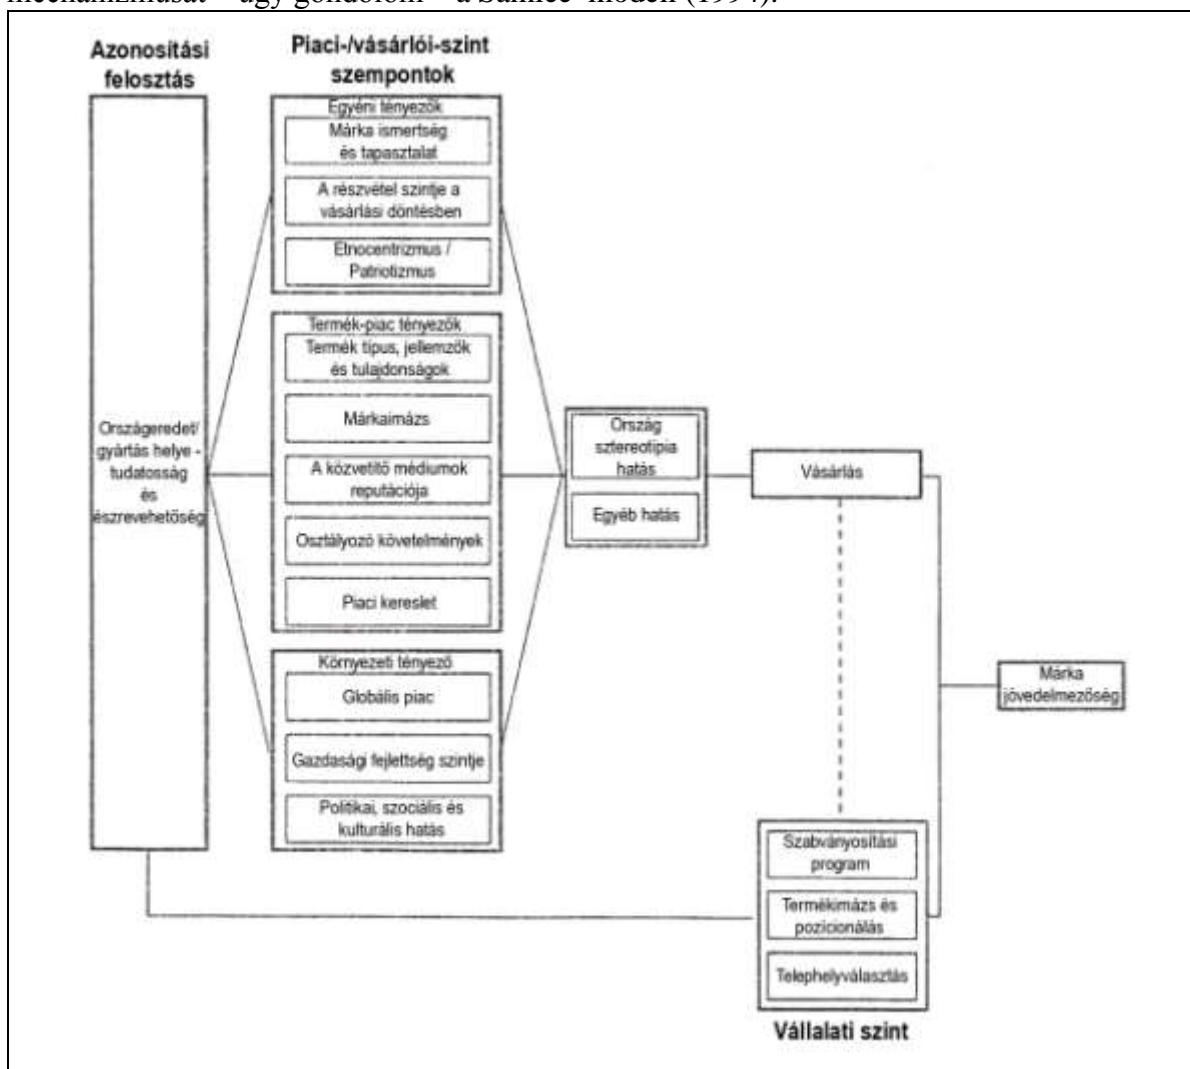 mechanizmusát – úgy gondolom – a Samiee-modell (1994).
Azonosítási
felosztás
Országeredet/
gyártás helye -
tudatosság
és
észrevehetőség
Piaci-/vásárlói-szint
szempontok
Egyéni tényezők
Márka ismertség
és tapasztalat
A részvétel szintje a
vásárlási döntésben
Etnocentrizmus /
Patriotizmus
Termék-piac tényezők
Termék típus, jellemzők
és tulajdonságok
Márkaimázs
A közvetítő médiumok
reputációja
Osztályozó követelmények
Piaci kereslet
Környezeti tényező
Globális piac
Gazdasági fejlettség szintje
Politikai, szociális és
kulturális hatás
Ország
sztereotípia
hatás
Egyéb hatás
Vásárlás
Márka
jövedelmezőség
Szabványosítási
program
Termékimázs és
pozícionálás
Telephelyválasztás
Vállalati szint